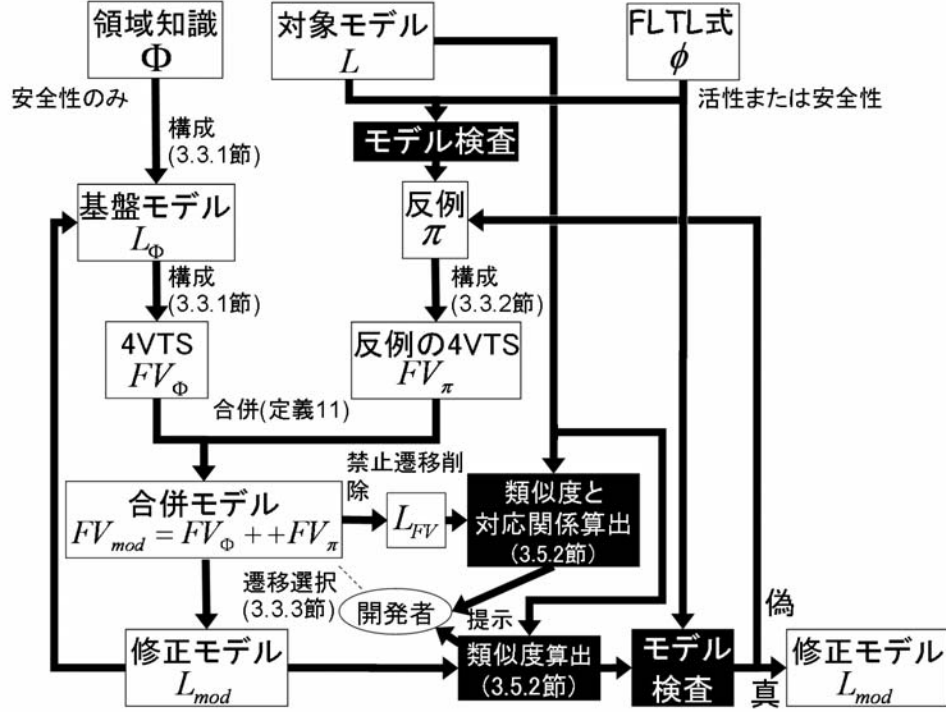 領域知識
Φ
対象モデル
L
FLTL式
ϕ
安全性のみ
活性または安全性
構成
(3.3.1節)
モデル検査
基盤モデル
L_Φ
反例
π
構成
(3.3.1節)
構成
(3.3.2節)
4VTS
FV_Φ
反例の4VTS
FV_π
合併(定義11)
禁止遷移削
除
合併モデル
FV_mod = FV_Φ ++FV_π
L_FV
類似度と
対応関係算出
(3.5.2節)
遷移選択
(3.3.3節)
開発者
提示
偽
修正モデル
L_mod
類似度算出
(3.5.2節)
モデル
検査
真
修正モデル
L_mod